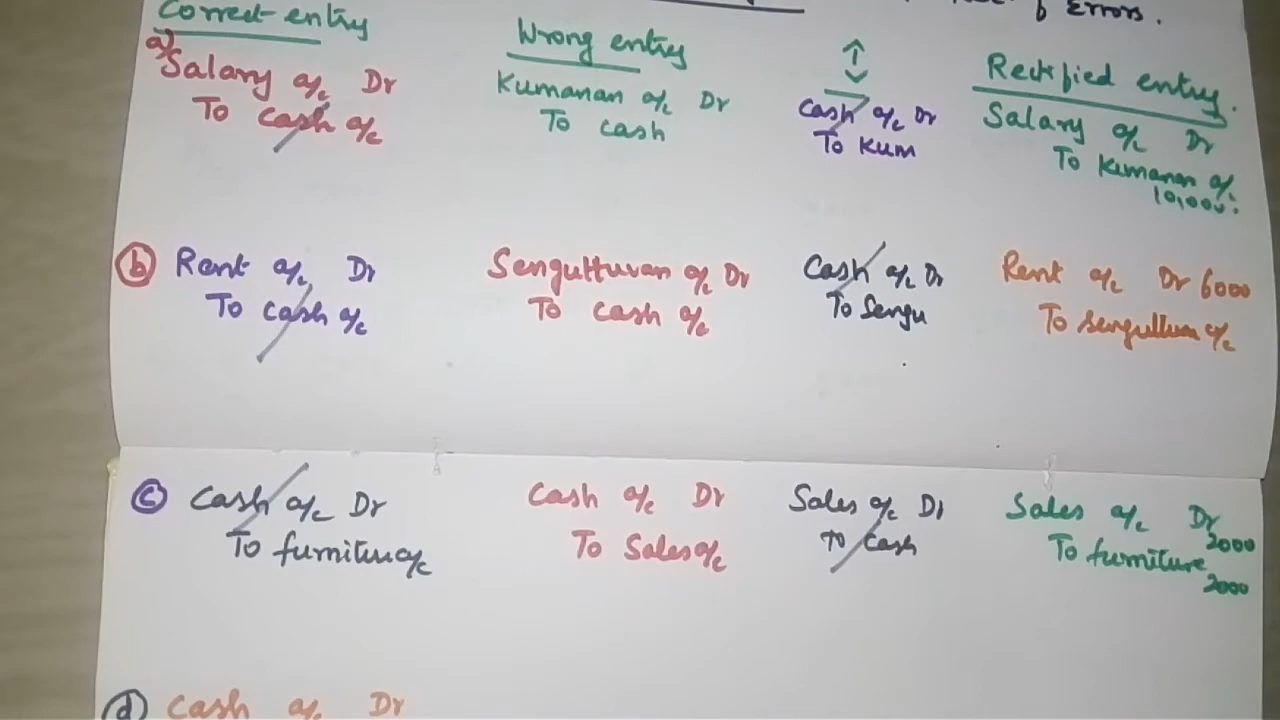 Errors.
Correct entry
Wrong entry
Rectified entry.
a) Salary a/c Dr
To cash a/c
Kumanan a/c Dr
To cash
Cash a/c Dr
To Kum
Salary a/c Dr
To Kumanan a/c
10,000.
b Rent a/c Dr
To cash a/c
Senguttuvan a/c Dr
To cash a/c
Cash a/c Dr
To Sengu
Rent a/c Dr 6000
To senguttuvan a/c
c Cash a/c Dr
To furniture a/c
Cash a/c Dr
To Sales a/c
Sales a/c Dr
To Cash
Sales a/c Dr
2000
To furniture
2000
d) Cash a/c Dr